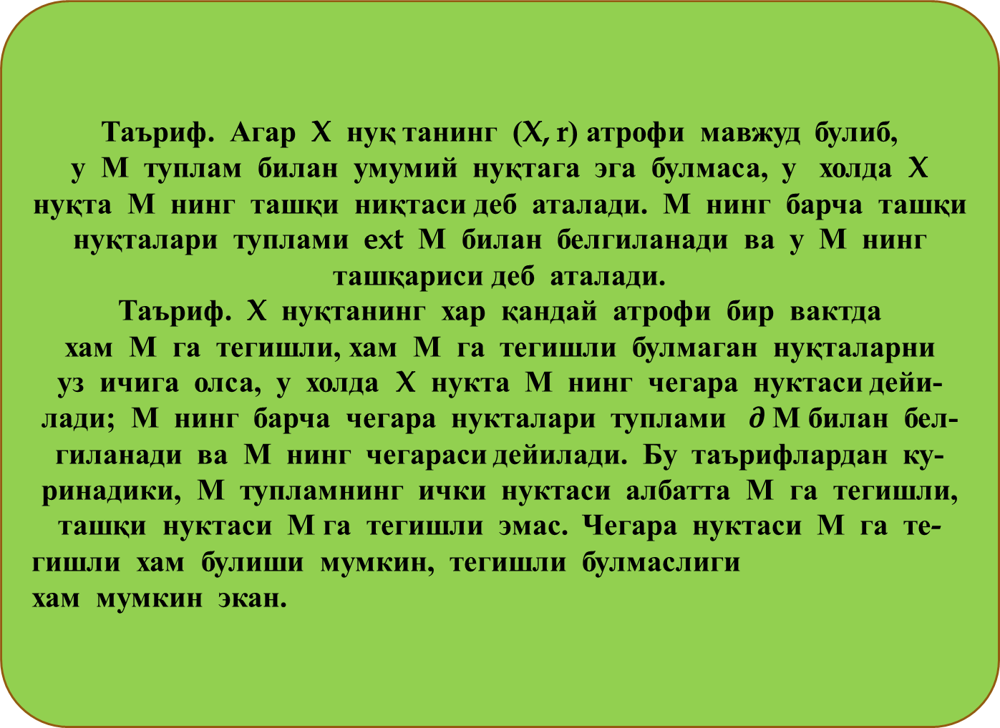 Таъриф. Агар X нуқ танинг (X, r) атрофи мавжуд булиб,
у М туплам билан умумий нуқтага эга булмаса, у холда X
нуқта М нинг ташқи ниқтаси деб аталади. М нинг барча ташқи
нуқталари туплами ext М билан белгиланади ва у М нинг
ташқариси деб аталади.
Таъриф. X нуқтанинг хар қандай атрофи бир вактда
хам М га тегишли, хам М га тегишли булмаган нуқталарни
уз ичига олса, у холда X нукта М нинг чегара нуктаси дейи-
лади; М нинг барча чегара нукталари туплами ∂ М билан бел-
гиланади ва М нинг чегараси дейилади. Бу таърифлардан ку-
ринадики, М тупламнинг ички нуктаси албатта М га тегишли,
ташқи нуктаси М га тегишли эмас. Чегара нуктаси М га те-
гишли хам булиши мумкин, тегишли булмаслиги
хам мумкин экан.